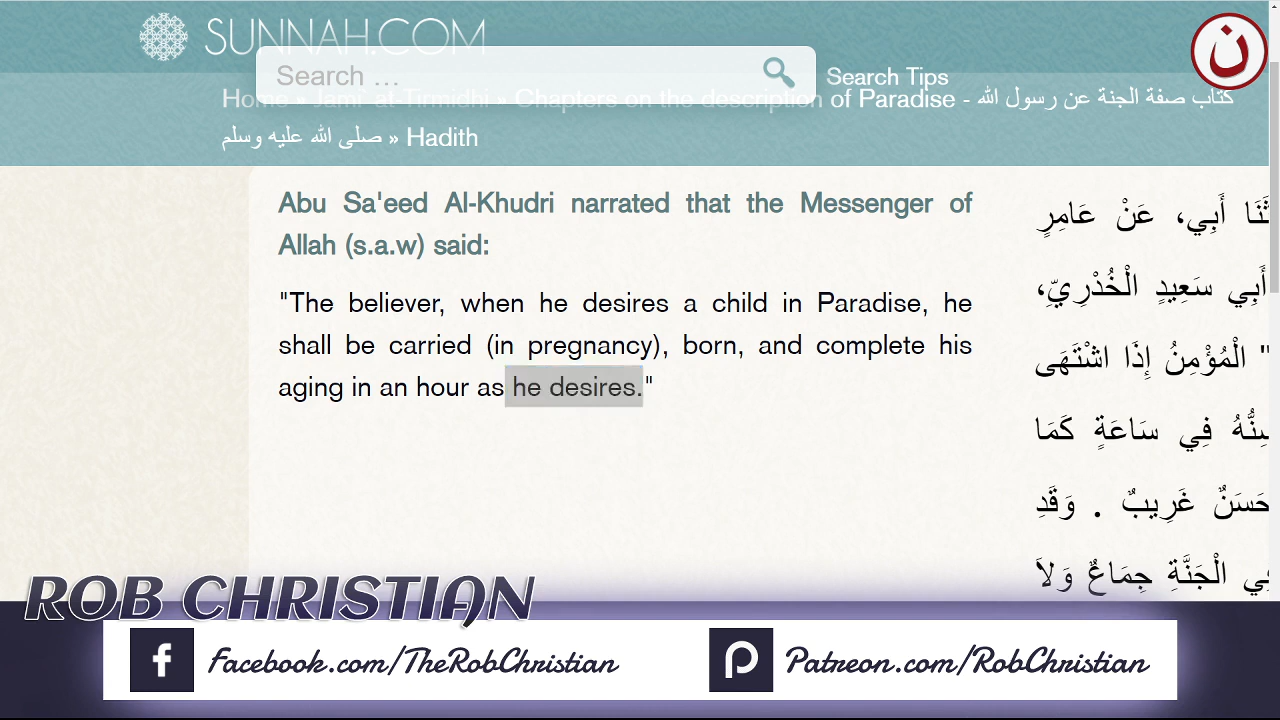 SUNNAH.COM
ن
Search ...
Search Tips
Home » Jami` at-Tirmidhi » Chapters on the description of Paradise - كتاب صفة الجنة عن رسول الله
صلى الله عليه وسلم » Hadith
Abu Sa'eed Al-Khudri narrated that the Messenger of
Allah (s.a.w) said:
"The believer, when he desires a child in Paradise, he
shall be carried (in pregnancy), born, and complete his
aging in an hour as he desires."
أَبِي، عَنْ عَامِرٍ
أَبِي سَعِيدٍ الْخُدْرِيِّ،
" الْمُؤْمِنُ إِذَا اشْتَهَى
فِي سَاعَةٍ كَمَا
حَسَنٌ غَرِيبٌ . وَقَدِ
فِي الْجَنَّةِ جِمَاعٌ وَلاَ
ROB CHRISTIAN
Facebook.com/TheRobChristian
Patreon.com/RobChristian